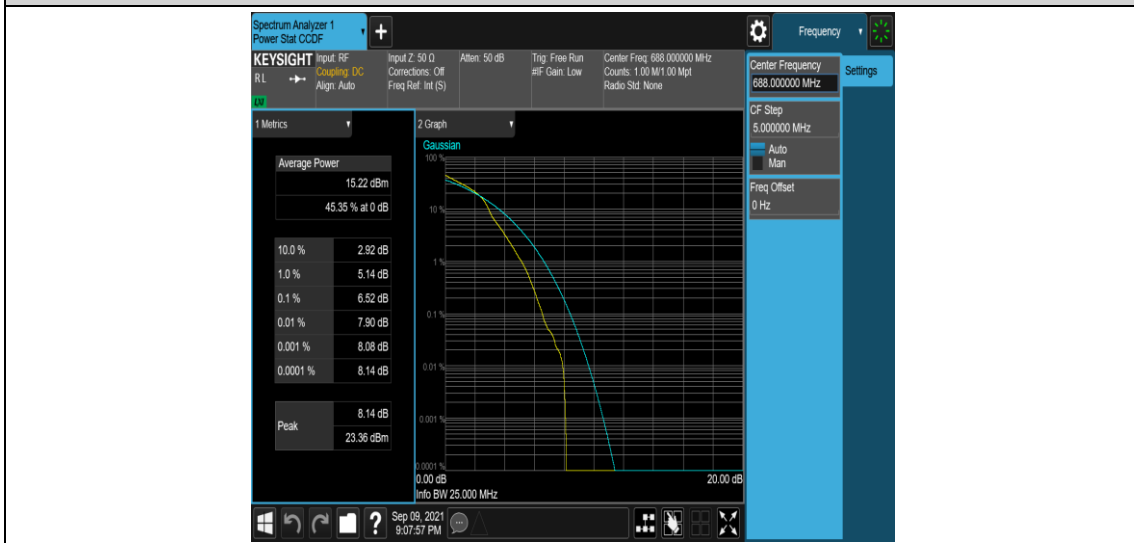 Spectrum Analyzer 1
Power Stat CCDF
+
Frequency
KEYSIGHT
RL
LXI
Input: RF
Coupling: DC
Align: Auto
Input Z: 50 Ω
Corrections: Off
Freq Ref: Int (S)
Atten: 50 dB
Trig: Free Run
#IF Gain: Low
Center Freq: 688.000000 MHz
Counts: 1.00 M/1.00 Mpt
Radio Std: None
Center Frequency
688.000000 MHz
Settings
CF Step
5.000000 MHz
Auto
Man
Freq Offset
0 Hz
1 Metrics
Average Power
15.22 dBm
45.35 % at 0 dB
10.0 % 2.92 dB
1.0 % 5.14 dB
0.1 % 6.52 dB
0.01 % 7.90 dB
0.001 % 8.08 dB
0.0001 % 8.14 dB
Peak
8.14 dB
23.36 dBm
2 Graph
Gaussian
100 %
10 %
1 %
0.1 %
0.01 %
0.001 %
0.0001 %
0.00 dB 20.00 dB
Info BW 25.000 MHz
?
Sep 09, 2021
9:07:57 PM